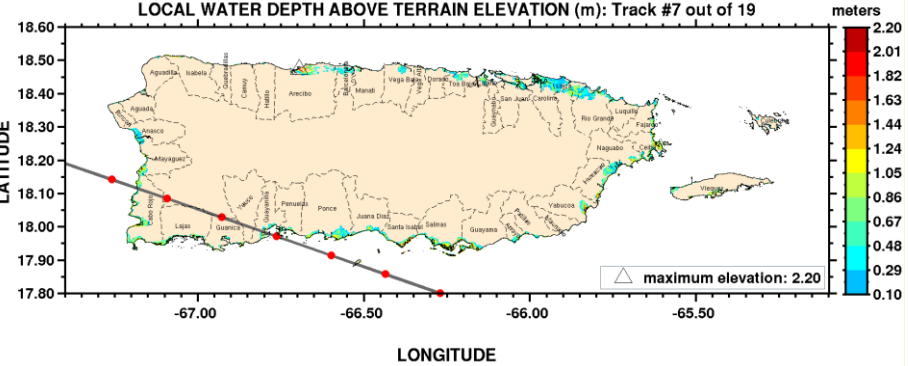 LOCAL WATER DEPTH ABOVE TERRAIN ELEVATION (m): Track #7 out of 19
meters
18.60
18.50
18.40
18.30
18.20
18.10
18.00
17.90
17.80
LATITUDE
2.20
2.01
1.82
1.63
1.44
1.24
1.05
0.86
0.67
0.48
0.29
0.10
Aguadilla
Isabela
Quebradillas
Camuy
Hatillo
Arecibo
Barceloneta
Manati
Vega Baja
Dorado
Toa Baja
Guaynabo
San Juan
Carolina
Luquillo
Rio Grande
Fajardo
Culebra
Aguada
Anasco
Naguabo
Mayaguez
Humacao
Vieques
Cabo Rojo
Yauco
Guayanilla
Penuelas
Ponce
Juana Diaz
Yabucoa
Lajas
Guanica
Santa Isabel
Salinas
Guayama
maximum elevation: 2.20
-67.00
-66.50
-66.00
-65.50
LONGITUDE